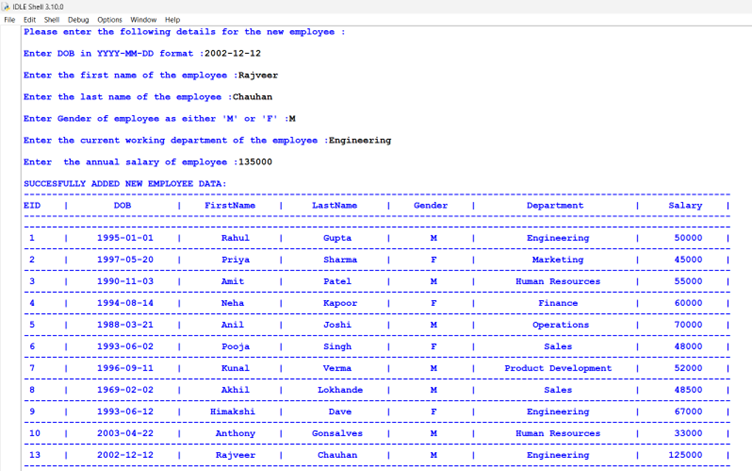 IDLE Shell 3.10.0
File Edit Shell Debug Options Window Help
Please enter the following details for the new employee :
Enter DOB in YYYY-MM-DD format :2002-12-12
Enter the first name of the employee :Rajveer
Enter the last name of the employee :Chauhan
Enter Gender of employee as either 'M' or 'F' :M
Enter the current working department of the employee :Engineering
Enter  the annual salary of employee :135000
SUCCESFULLY ADDED NEW EMPLOYEE DATA:
EID | DOB | FirstName | LastName | Gender | Department | Salary |
1 | 1995-01-01 | Rahul | Gupta | M | Engineering | 50000 |
2 | 1997-05-20 | Priya | Sharma | F | Marketing | 45000 |
3 | 1990-11-03 | Amit | Patel | M | Human Resources | 55000 |
4 | 1994-08-14 | Neha | Kapoor | F | Finance | 60000 |
5 | 1988-03-21 | Anil | Joshi | M | Operations | 70000 |
6 | 1993-06-02 | Pooja | Singh | F | Sales | 48000 |
7 | 1996-09-11 | Kunal | Verma | M | Product Development | 52000 |
8 | 1969-02-02 | Akhil | Lokhande | M | Sales | 48500 |
9 | 1993-06-12 | Himakshi | Dave | F | Engineering | 67000 |
10 | 2003-04-22 | Anthony | Gonsalves | M | Human Resources | 33000 |
13 | 2002-12-12 | Rajveer | Chauhan | M | Engineering | 125000 |